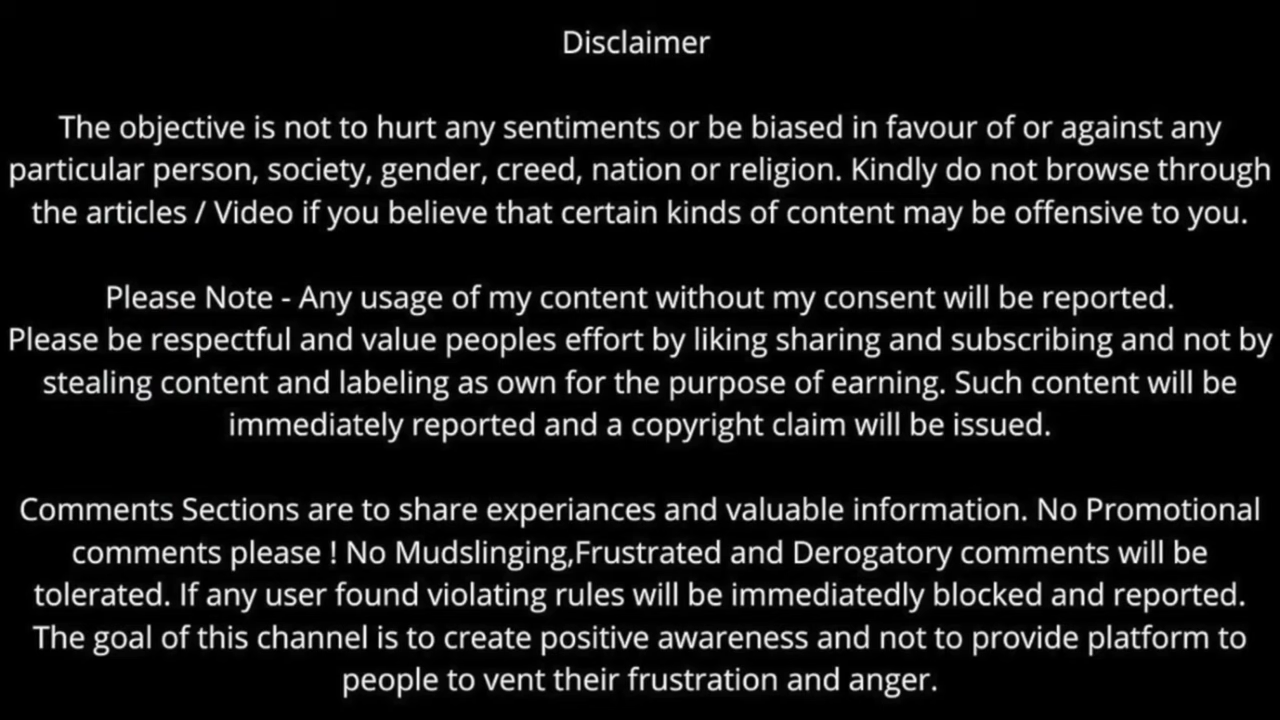 Disclaimer
The objective is not to hurt any sentiments or be biased in favour of or against any
particular person, society, gender, creed, nation or religion. Kindly do not browse through
the articles / Video if you believe that certain kinds of content may be offensive to you.
Please Note - Any usage of my content without my consent will be reported.
Please be respectful and value peoples effort by liking sharing and subscribing and not by
stealing content and labeling as own for the purpose of earning. Such content will be
immediately reported and a copyright claim will be issued.
Comments Sections are to share experiances and valuable information. No Promotional
comments please ! No Mudslinging,Frustrated and Derogatory comments will be
tolerated. If any user found violating rules will be immediatedly blocked and reported.
The goal of this channel is to create positive awareness and not to provide platform to
people to vent their frustration and anger.